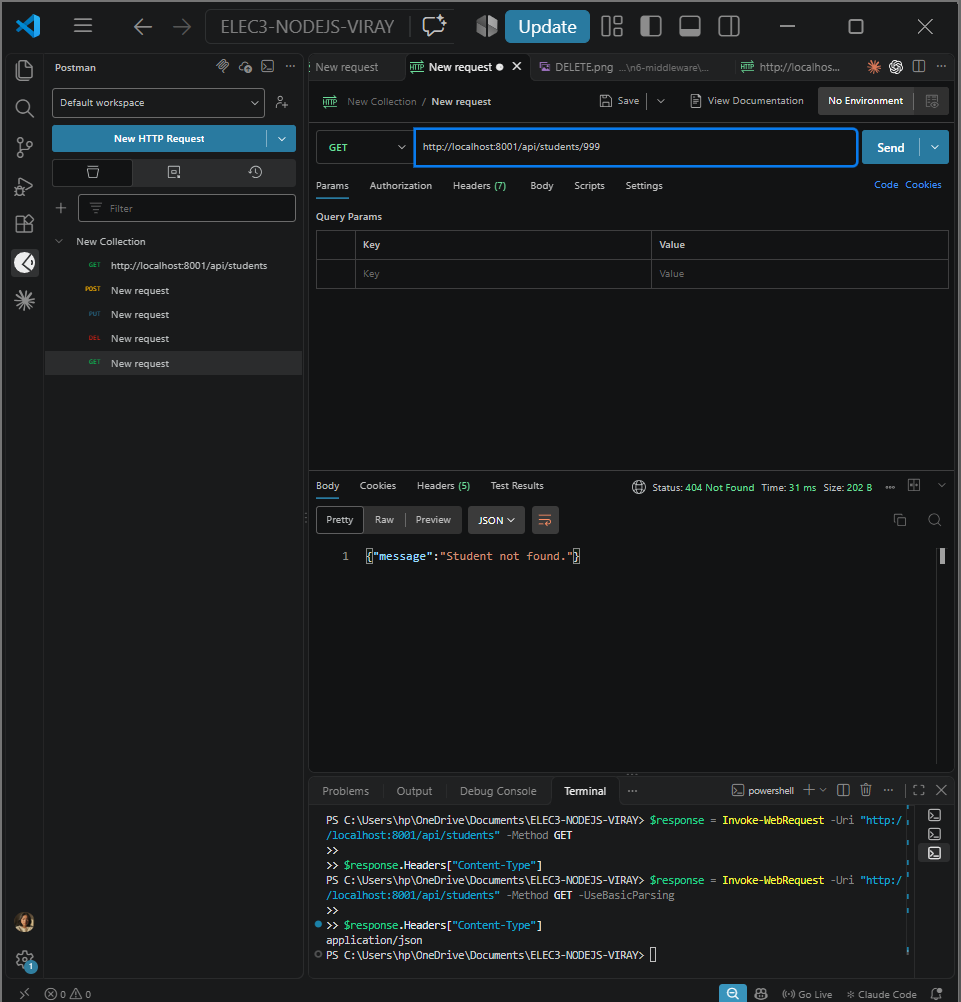 ELEC3-NODEJS-VIRAY
Update
Postman
New request
New request
DELETE.png ...\n6-middleware\...
http://localhos...
Default workspace
New Collection / New request
Save
View Documentation
No Environment
New HTTP Request
GET
http://localhost:8001/api/students/999
Send
Params
Authorization
Headers (7)
Body
Scripts
Settings
Code
Cookies
Filter
Query Params
Key
Value
Key
Value
New Collection
GET http://localhost:8001/api/students
POST New request
PUT New request
DEL New request
GET New request
Body
Cookies
Headers (5)
Test Results
Status: 404 Not Found Time: 31 ms Size: 202 B
Pretty
Raw
Preview
JSON
1 {"message":"Student not found."}
Problems
Output
Debug Console
Terminal
powershell
PS C:\Users\hp\OneDrive\Documents\ELEC3-NODEJS-VIRAY> $response = Invoke-WebRequest -Uri "http:/
/localhost:8001/api/students" -Method GET
>>
>> $response.Headers["Content-Type"]
PS C:\Users\hp\OneDrive\Documents\ELEC3-NODEJS-VIRAY> $response = Invoke-WebRequest -Uri "http:/
/localhost:8001/api/students" -Method GET -UseBasicParsing
>>
>> $response.Headers["Content-Type"]
application/json
PS C:\Users\hp\OneDrive\Documents\ELEC3-NODEJS-VIRAY>
1
0 0
Go Live
Claude Code